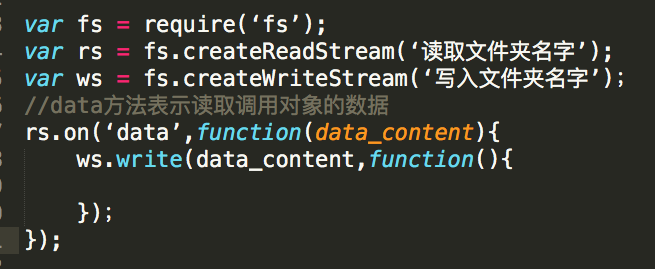 var fs = require(‘fs’);
var rs = fs.createReadStream(‘读取文件夹名字’);
var ws = fs.createWriteStream(‘写入文件夹名字’);
//data方法表示读取调用对象的数据
rs.on(‘data’,function(data_content){
ws.write(data_content,function(){
});
});